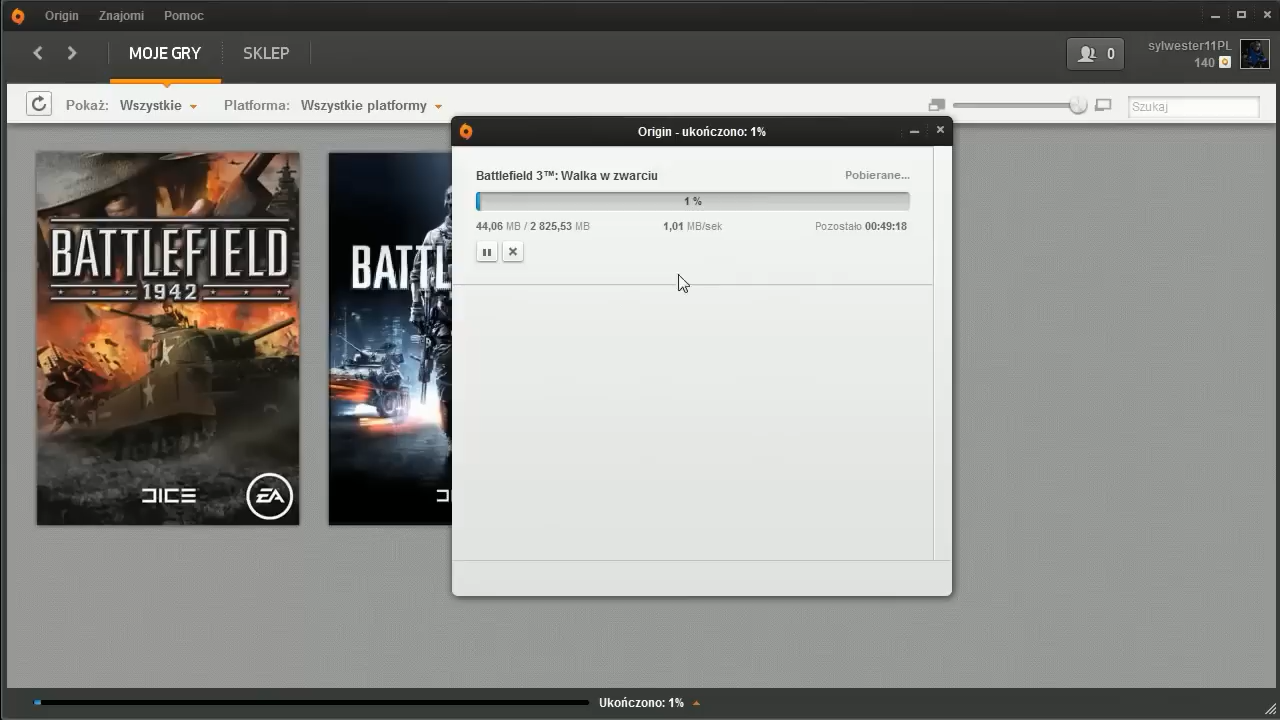 Origin Znajomi Pomoc
MOJE GRY SKLEP
0
sylwester11PL
140
Pokaż: Wszystkie Platforma: Wszystkie platformy
Szukaj
Origin - ukończono: 1%
Battlefield 3™: Walka w zwarciu Pobierane...
1 %
44,06 MB / 2 825,53 MB 1,01 MB/sek Pozostało 00:49:18
BATTLEFIELD
1942
DICE EA
BATTL
Ukończono: 1%